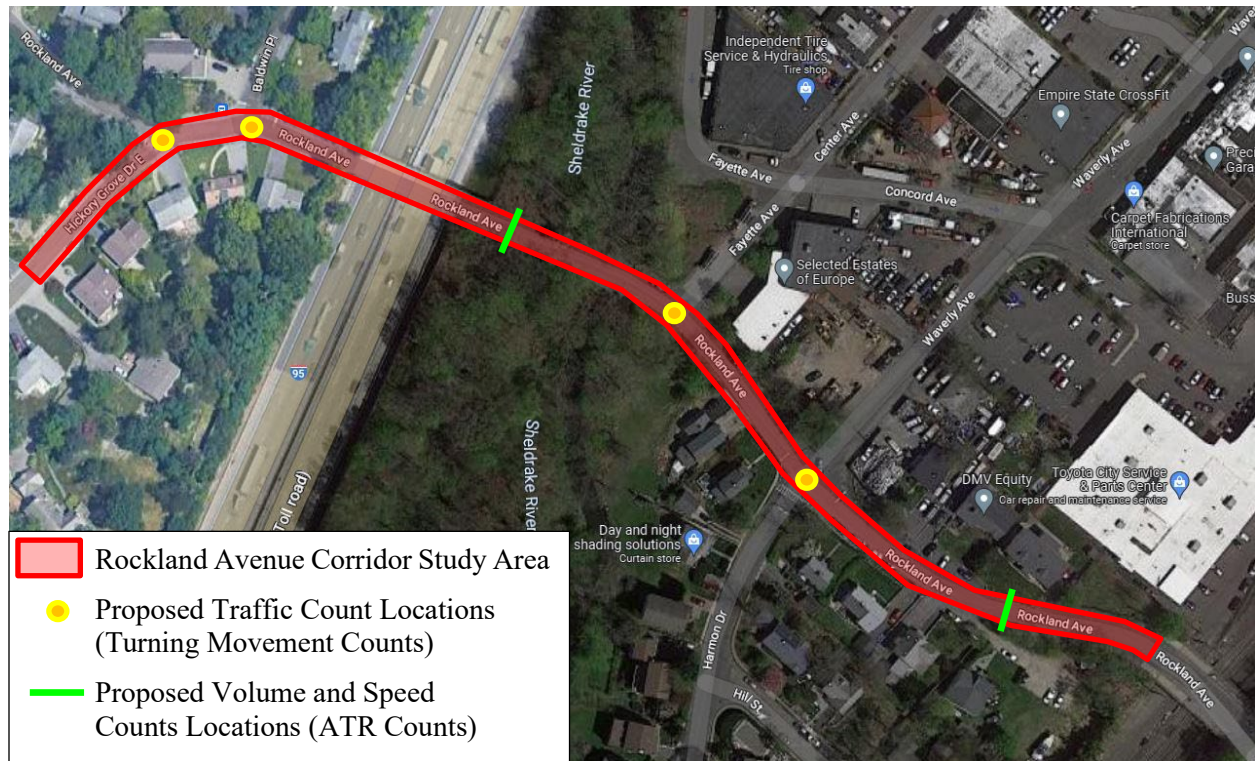 Rockland Ave
Baldwin Pl
Hickory Grove Dr E
Rockland Ave
Rockland Ave
95
(Toll road)
Sheldrake River
Sheldrake River
Independent Tire
Service & Hydraulics
Tire shop
Center Ave
Fayette Ave
Fayette Ave
Concord Ave
Waverly Ave
Waverly Ave
Empire State CrossFit
Carpet Fabrications
International
Carpet store
Selected Estates
of Europe
Waverly Ave
Rockland Ave
DMV Equity
Car repair and maintenance service
Toyota City Service
& Parts Center
Day and night
shading solutions
Curtain store
Harmon Dr
Hill St
Rockland Ave
Rockland Ave
Rockland Ave
Rockland Avenue Corridor Study Area
Proposed Traffic Count Locations
(Turning Movement Counts)
Proposed Volume and Speed
Counts Locations (ATR Counts)